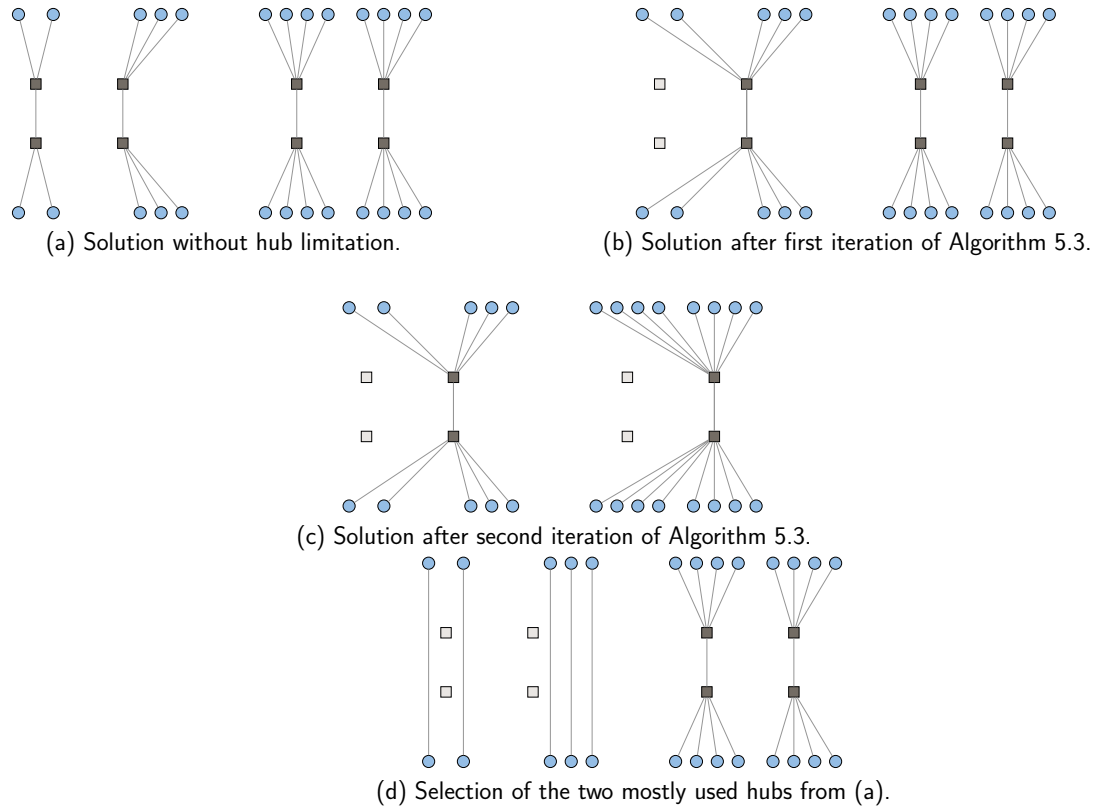 (a) Solution without hub limitation.
(b) Solution after first iteration of Algorithm 5.3.
(c) Solution after second iteration of Algorithm 5.3.
(d) Selection of the two mostly used hubs from (a).